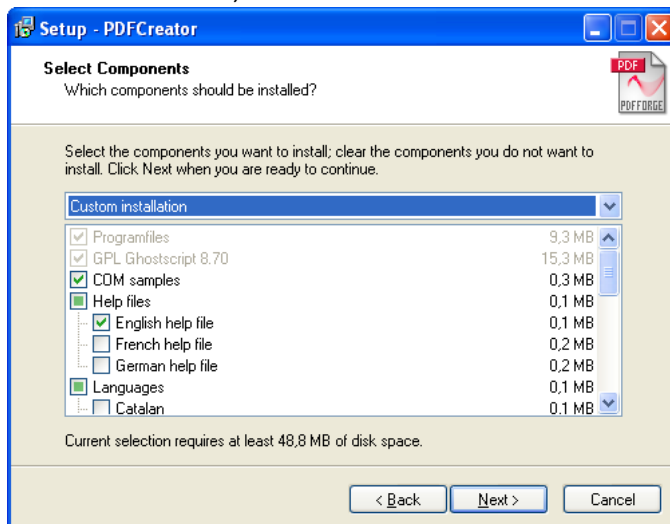 Setup - PDFCreator
Select Components
Which components should be installed?
PDF
PDFFORGE
Select the components you want to install; clear the components you do not want to
install. Click Next when you are ready to continue.
Custom installation
Programfiles 9,3 MB
GPL Ghostscript 8.70 15,3 MB
COM samples 0,3 MB
Help files 0,1 MB
English help file 0,1 MB
French help file 0,2 MB
German help file 0,2 MB
Languages 0,1 MB
Catalan 0,1 MB
Current selection requires at least 48,8 MB of disk space.
< Back
Next >
Cancel